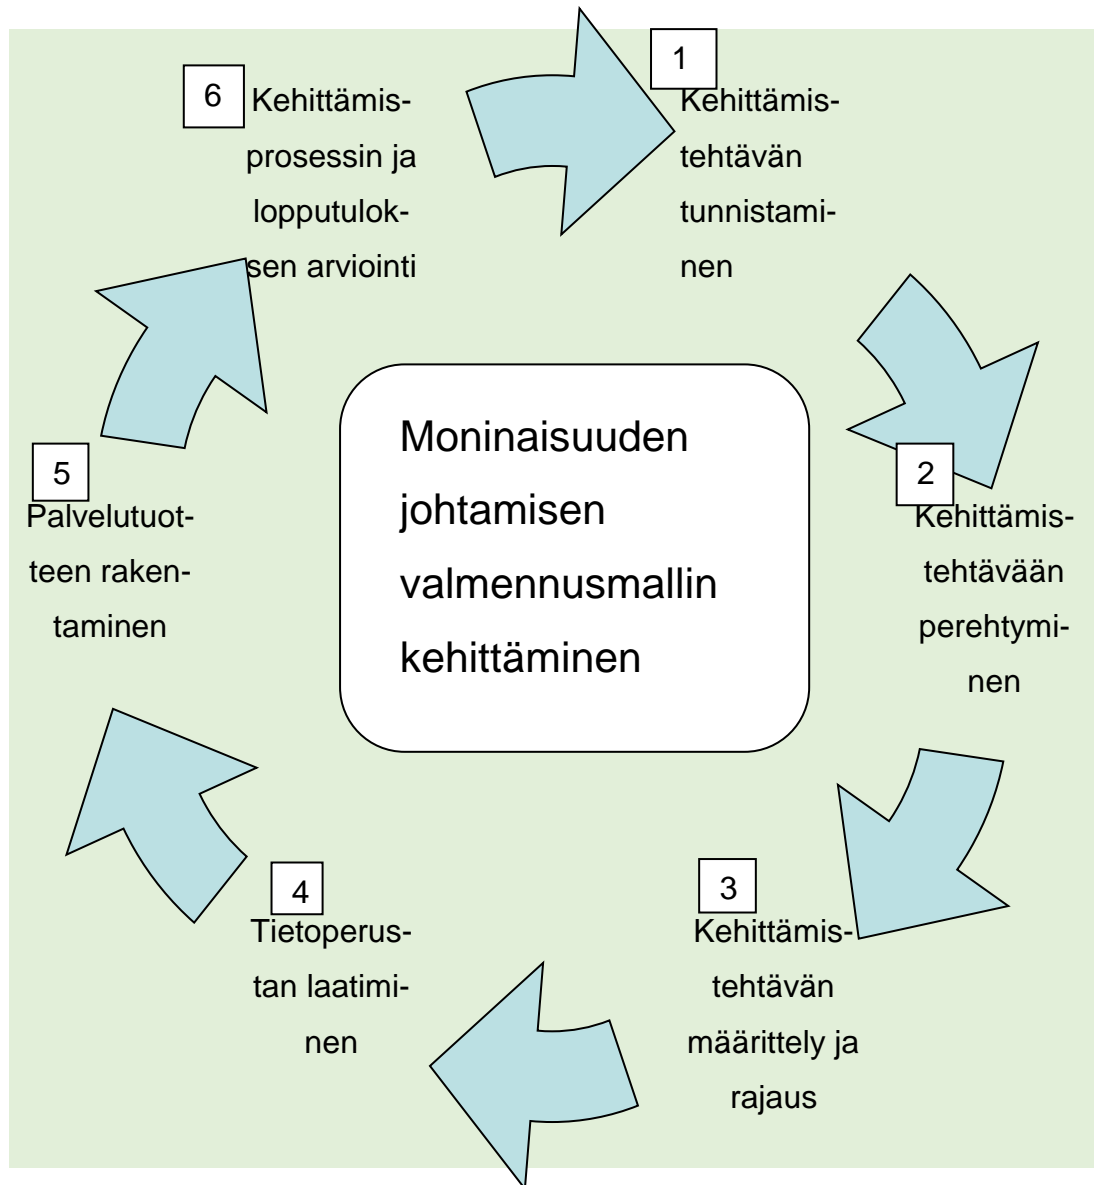 1
Kehittämis-
tehtävän
tunnistami-
nen
2
Kehittämis-
tehtävään
perehtymi-
nen
3
Kehittämis-
tehtävän
määrittely ja
rajaus
4
Tietoperus-
tan laatimi-
nen
5
Palvelutuot-
teen raken-
taminen
6
Kehittämis-
prosessin ja
lopputulok-
sen arviointi
Moninaisuuden
johtamisen
valmennusmallin
kehittäminen